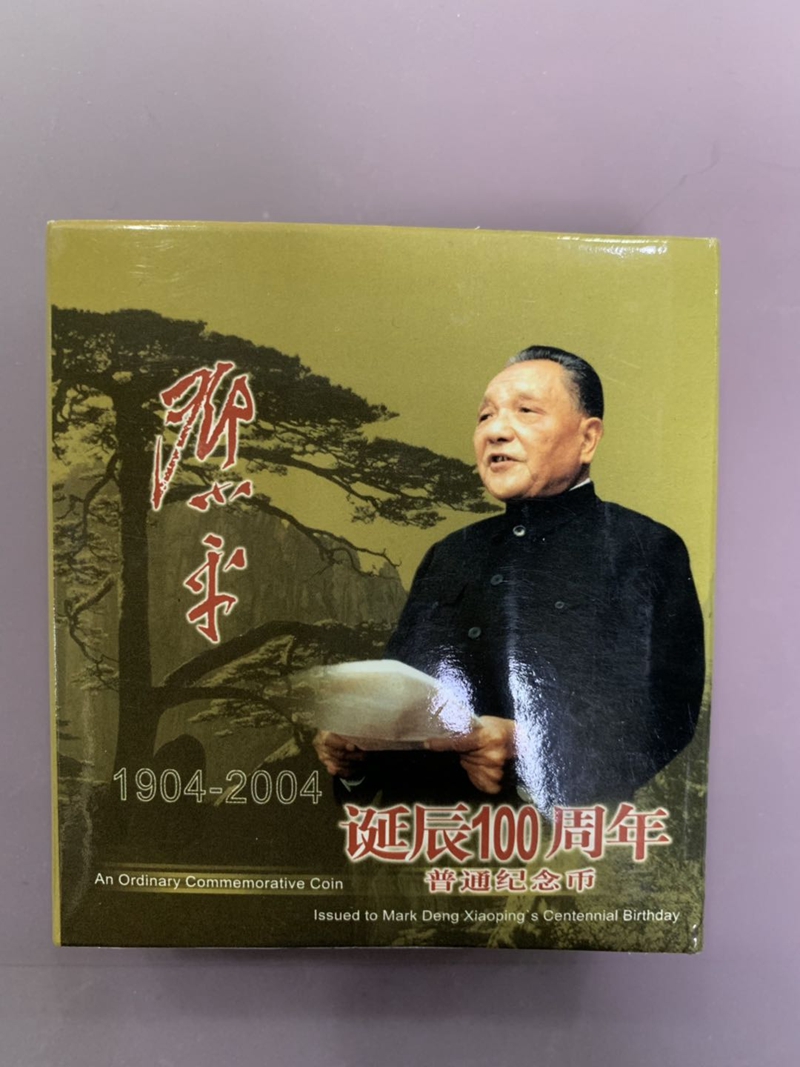 邓小平
1904-2004
诞辰100周年
普通纪念币
An Ordinary Commemorative Coin
Issued to Mark Deng Xiaoping`s Centennial Birthday